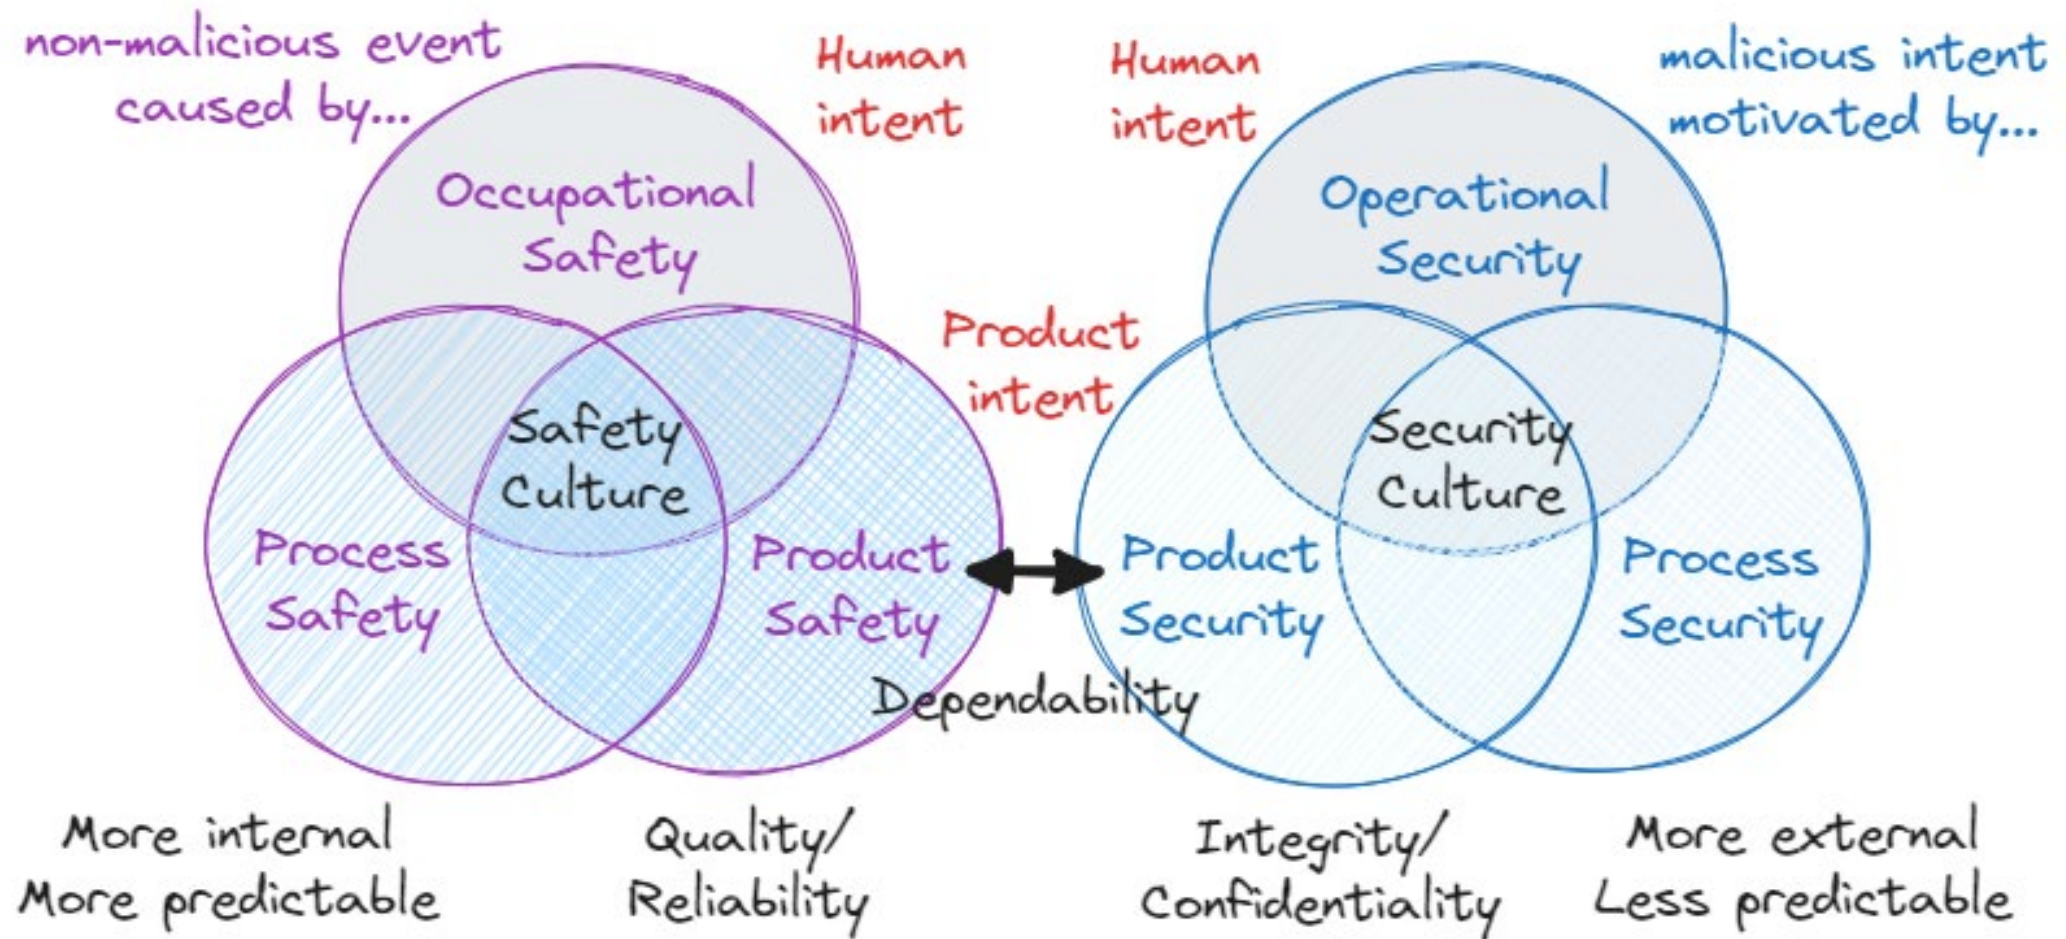 non-malicious event
caused by...
Human
intent
Human
intent
malicious intent
motivated by...
Occupational
Safety
Operational
Security
Product
intent
Safety
Culture
Security
Culture
Process
Safety
Product
Safety
Product
Security
Process
Security
Dependability
More internal
More predictable
Quality/
Reliability
Integrity/
Confidentiality
More external
Less predictable